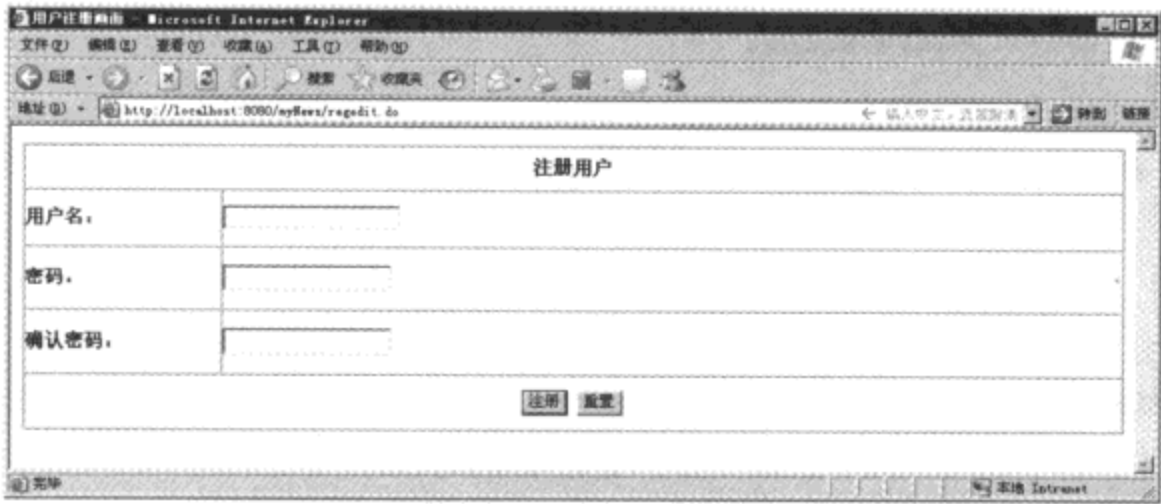 用户注册画面 - Microsoft Internet Explorer
文件(F) 编辑(E) 查看(V) 收藏(A) 工具(T) 帮助(H)
后退 搜索 收藏夹
地址(D) http://localhost:8080/myNews/regedit.do 转到 链接
注册用户
用户名：
密码：
确认密码：
注册 重置
完毕 本地 Intranet